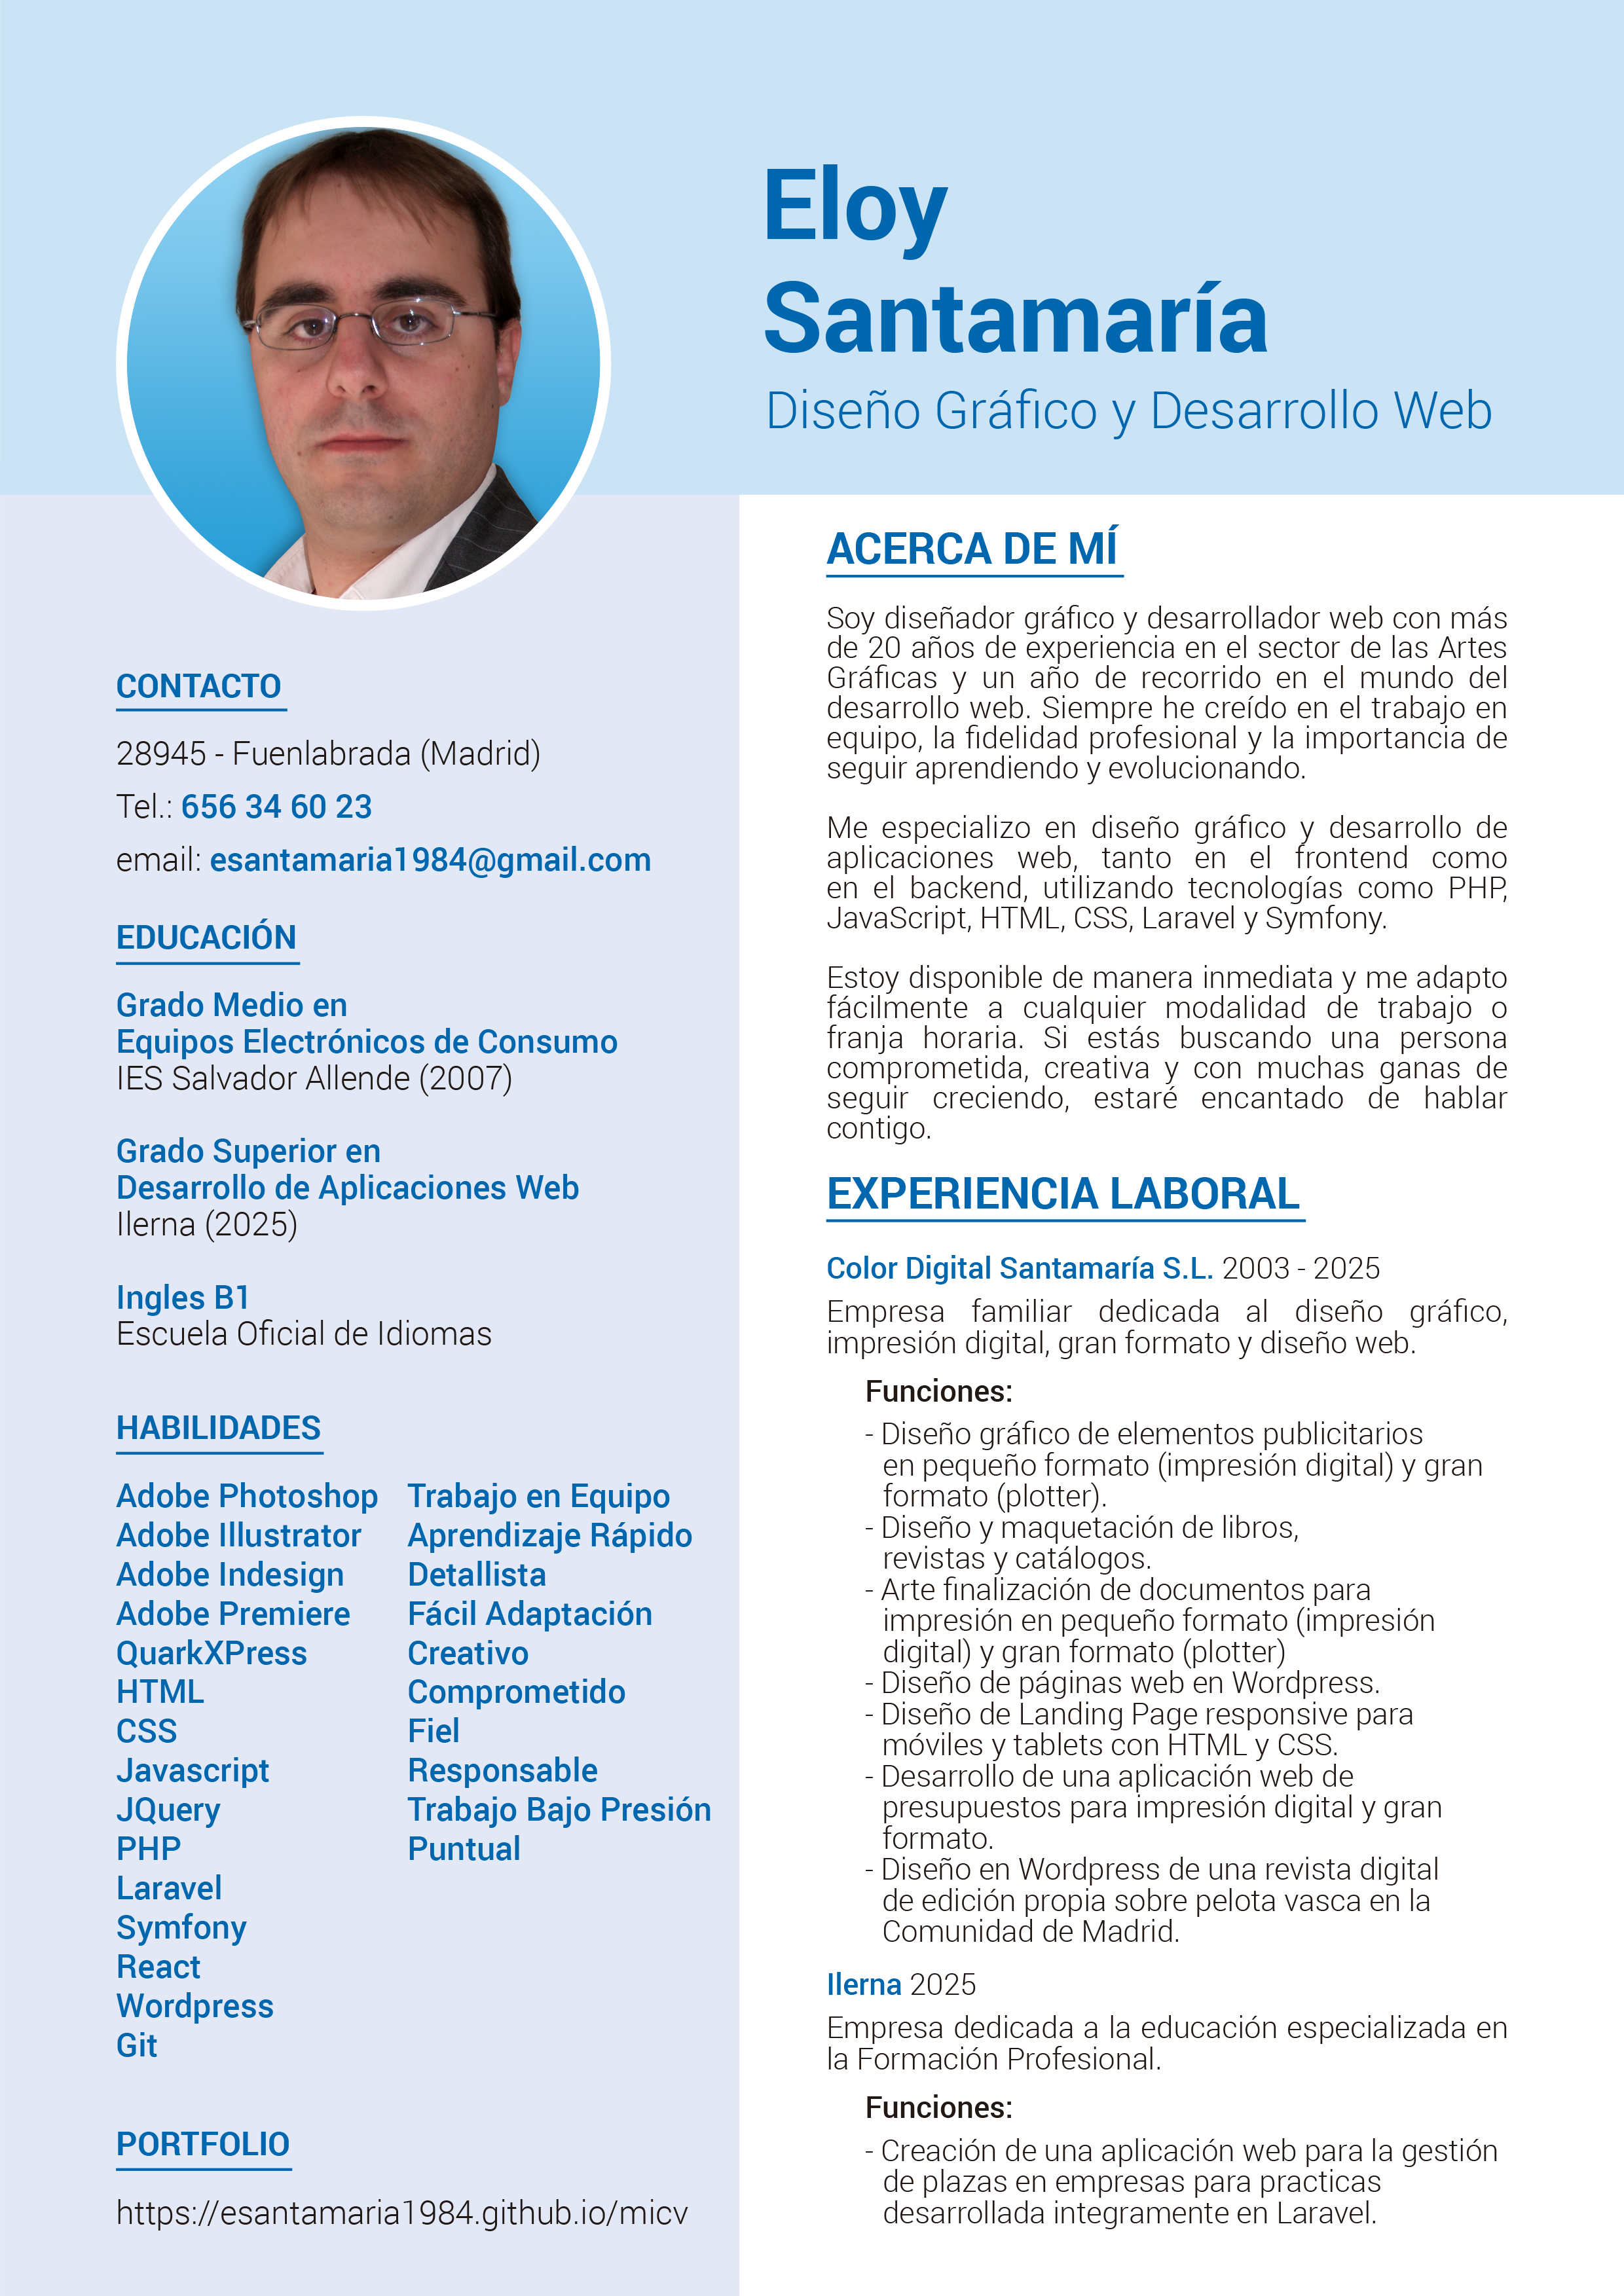 Eloy
Santamaría
Diseño Gráfico y Desarrollo Web
CONTACTO
28945 - Fuenlabrada (Madrid)
Tel.: 656 34 60 23
email: esantamaria1984@gmail.com
EDUCACIÓN
Grado Medio en
Equipos Electrónicos de Consumo
IES Salvador Allende (2007)
Grado Superior en
Desarrollo de Aplicaciones Web
Ilerna (2025)
Ingles B1
Escuela Oficial de Idiomas
HABILIDADES
Adobe Photoshop
Adobe Illustrator
Adobe Indesign
Adobe Premiere
QuarkXPress
HTML
CSS
Javascript
JQuery
PHP
Laravel
Symfony
React
Wordpress
Git
Trabajo en Equipo
Aprendizaje Rápido
Detallista
Fácil Adaptación
Creativo
Comprometido
Fiel
Responsable
Trabajo Bajo Presión
Puntual
PORTFOLIO
https://esantamaria1984.github.io/micv
ACERCA DE MÍ
Soy diseñador gráfico y desarrollador web con más
de 20 años de experiencia en el sector de las Artes
Gráficas y un año de recorrido en el mundo del
desarrollo web. Siempre he creído en el trabajo en
equipo, la fidelidad profesional y la importancia de
seguir aprendiendo y evolucionando.
Me especializo en diseño gráfico y desarrollo de
aplicaciones web, tanto en el frontend como
en el backend, utilizando tecnologías como PHP,
JavaScript, HTML, CSS, Laravel y Symfony.
Estoy disponible de manera inmediata y me adapto
fácilmente a cualquier modalidad de trabajo o
franja horaria. Si estás buscando una persona
comprometida, creativa y con muchas ganas de
seguir creciendo, estaré encantado de hablar
contigo.
EXPERIENCIA LABORAL
Color Digital Santamaría S.L. 2003 - 2025
Empresa familiar dedicada al diseño gráfico,
impresión digital, gran formato y diseño web.
Funciones:
- Diseño gráfico de elementos publicitarios
en pequeño formato (impresión digital) y gran
formato (plotter).
- Diseño y maquetación de libros,
revistas y catálogos.
- Arte finalización de documentos para
impresión en pequeño formato (impresión
digital) y gran formato (plotter)
- Diseño de páginas web en Wordpress.
- Diseño de Landing Page responsive para
móviles y tablets con HTML y CSS.
- Desarrollo de una aplicación web de
presupuestos para impresión digital y gran
formato.
- Diseño en Wordpress de una revista digital
de edición propia sobre pelota vasca en la
Comunidad de Madrid.
Ilerna 2025
Empresa dedicada a la educación especializada en
la Formación Profesional.
Funciones:
- Creación de una aplicación web para la gestión
de plazas en empresas para practicas
desarrollada integramente en Laravel.